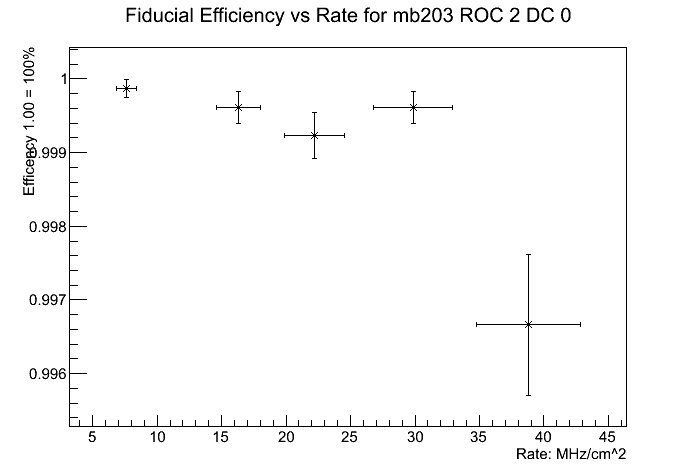 Fiducial Efficiency vs Rate for mb203 ROC 2 DC 0
Efficency 1.00 = 100%
1
0.999
0.998
0.997
0.996
5 10 15 20 25 30 35 40 45
Rate: MHz/cm^2